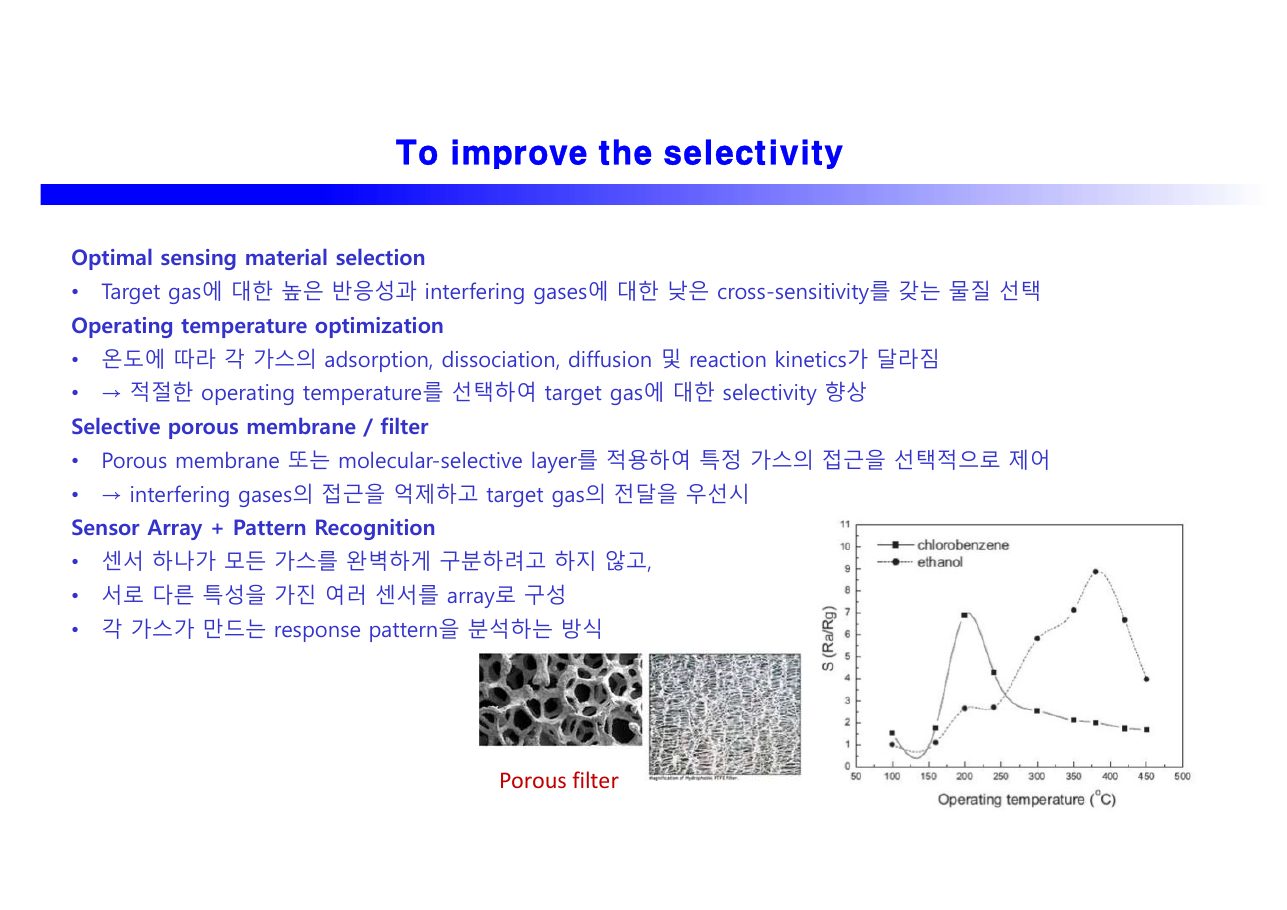 To improve the selectivity
Optimal sensing material selection
• Target gas에 대한 높은 반응성과 interfering gases에 대한 낮은 cross-sensitivity를 갖는 물질 선택
Operating temperature optimization
• 온도에 따라 각 가스의 adsorption, dissociation, diffusion 및 reaction kinetics가 달라짐
• → 적절한 operating temperature를 선택하여 target gas에 대한 selectivity 향상
Selective porous membrane / filter
• Porous membrane 또는 molecular-selective layer를 적용하여 특정 가스의 접근을 선택적으로 제어
• → interfering gases의 접근을 억제하고 target gas의 전달을 우선시
Sensor Array + Pattern Recognition
• 센서 하나가 모든 가스를 완벽하게 구분하려고 하지 않고,
• 서로 다른 특성을 가진 여러 센서를 array로 구성
• 각 가스가 만드는 response pattern을 분석하는 방식
Magnification of Hydrophobic PTFE Filter.
Porous filter
chlorobenzene
ethanol
S (Ra/Rg)
11
10
9
8
7
6
5
4
3
2
1
0
50 100 150 200 250 300 350 400 450 500
Operating temperature (°C)